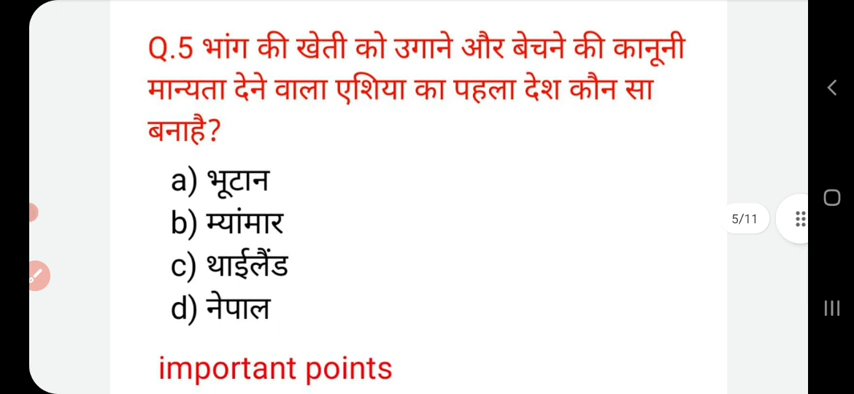 Q.5 भांग की खेती को उगाने और बेचने की कानूनी
मान्यता देने वाला एशिया का पहला देश कौन सा
बनाहै?
a) भूटान
b) म्यांमार
c) थाईलैंड
d) नेपाल
5/11
important points